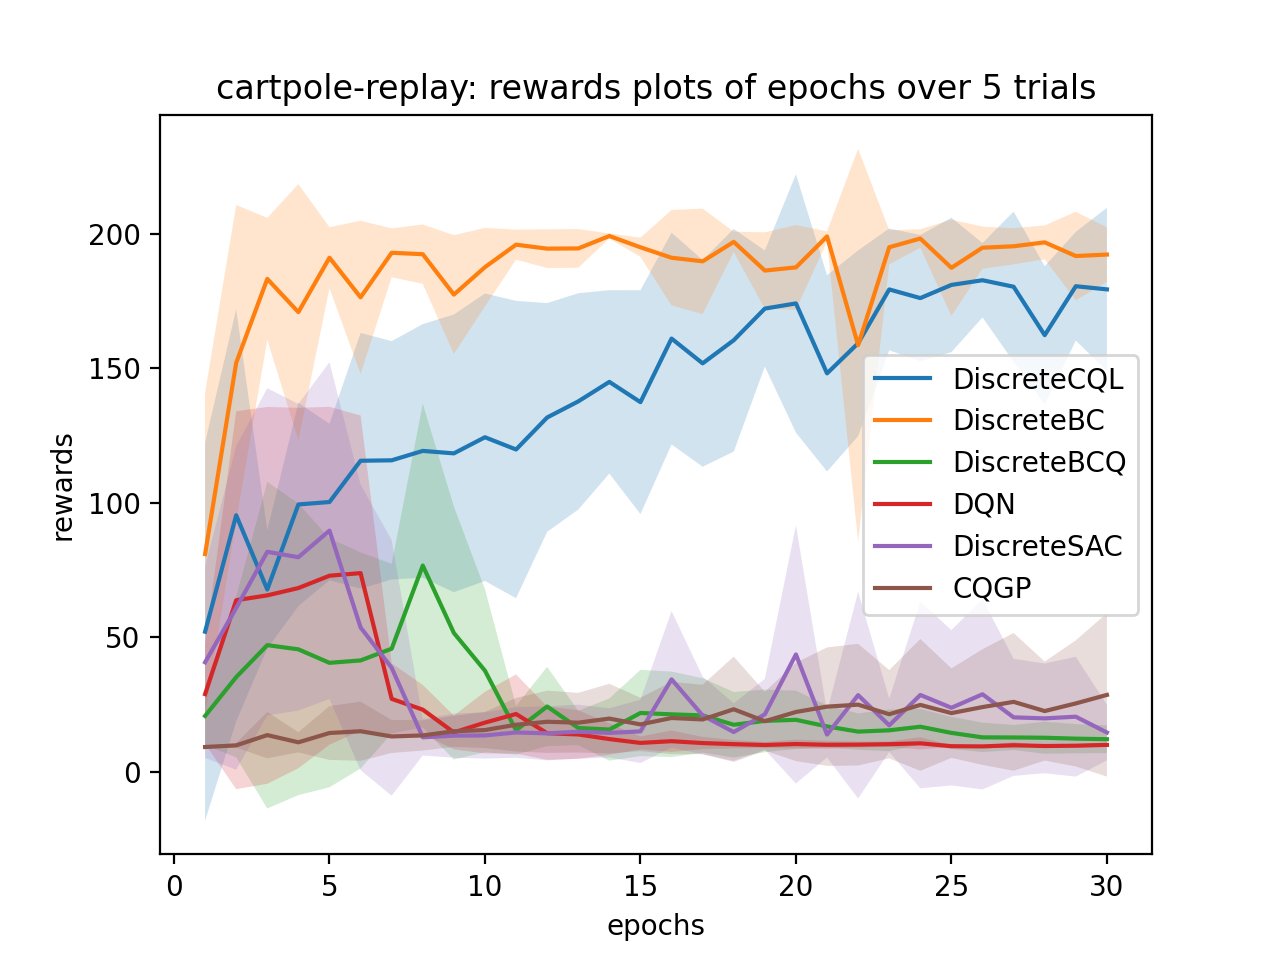 cartpole-replay: rewards plots of epochs over 5 trials
rewards
200
150
100
50
0
DiscreteCQL
DiscreteBC
DiscreteBCQ
DQN
DiscreteSAC
CQGP
0 5 10 15 20 25 30
epochs